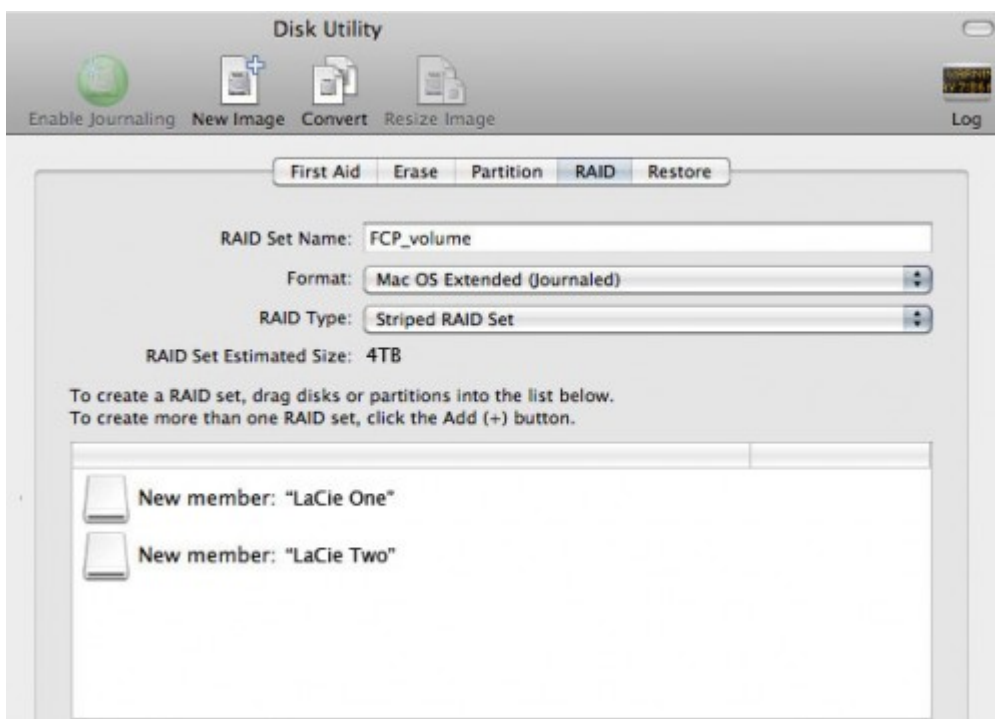 Disk Utility
Enable Journaling New Image Convert Resize Image Log
First Aid Erase Partition RAID Restore
RAID Set Name: FCP_volume
Format: Mac OS Extended (Journaled)
RAID Type: Striped RAID Set
RAID Set Estimated Size: 4TB
To create a RAID set, drag disks or partitions into the list below.
To create more than one RAID set, click the Add (+) button.
New member: “LaCie One”
New member: “LaCie Two”